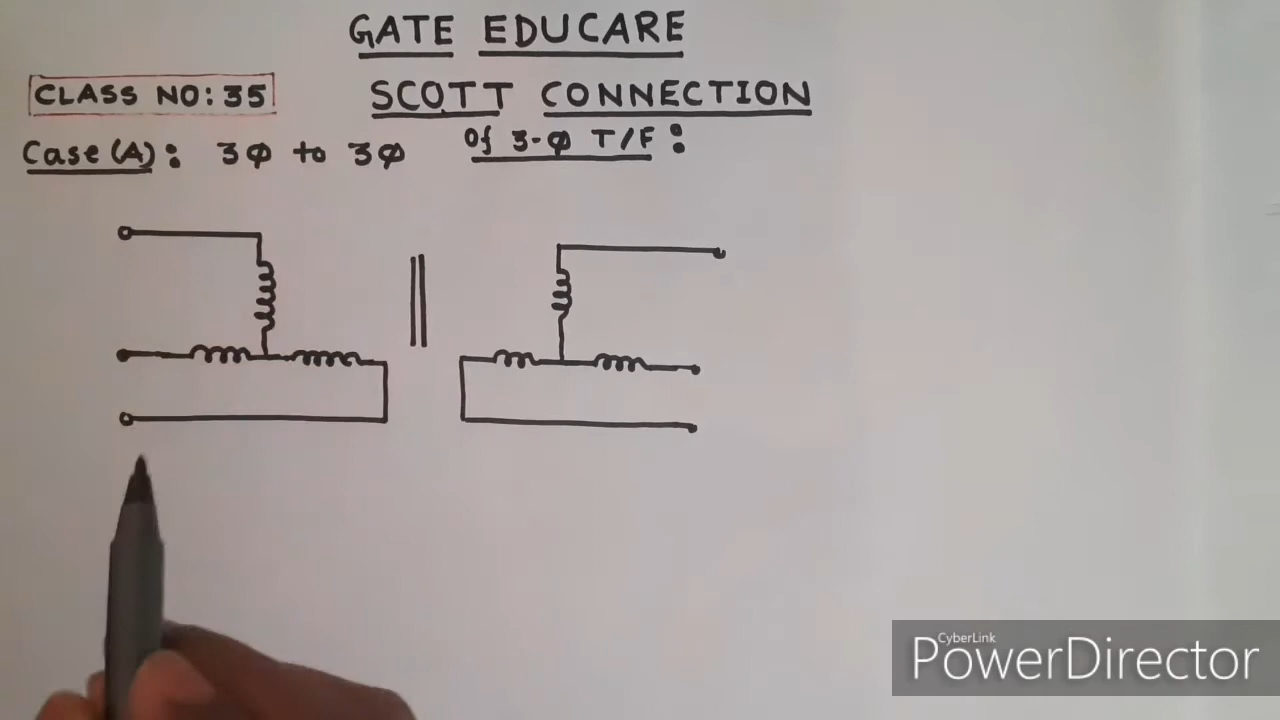 GATE EDUCARE
CLASS NO: 35
SCOTT CONNECTION
Of 3-φ T/F:
Case (A): 3φ to 3φ
CyberLink
PowerDirector